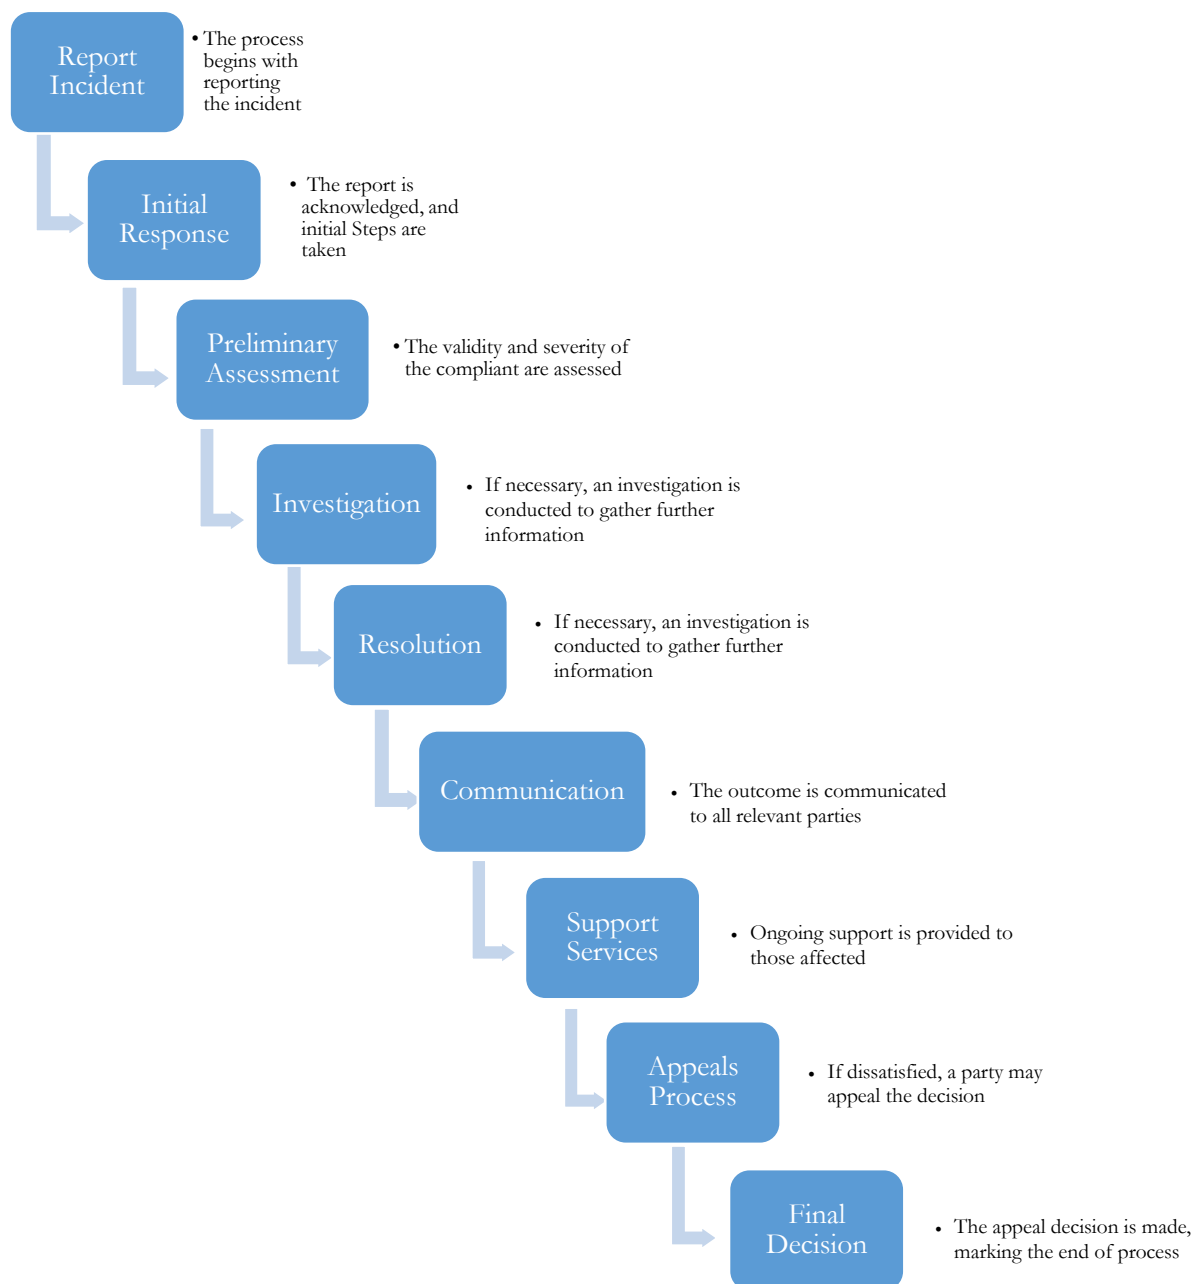 Report
Incident
• The process
begins with
reporting
the incident
Initial
Response
• The report is
acknowledged, and
initial Steps are
taken
Preliminary
Assessment
• The validity and severity of
the compliant are assessed
Investigation
• If necessary, an investigation is
conducted to gather further
information
Resolution
• If necessary, an investigation is
conducted to gather further
information
Communication
• The outcome is communicated
to all relevant parties
Support
Services
• Ongoing support is provided to
those affected
Appeals
Process
• If dissatisfied, a party may
appeal the decision
Final
Decision
• The appeal decision is made,
marking the end of process